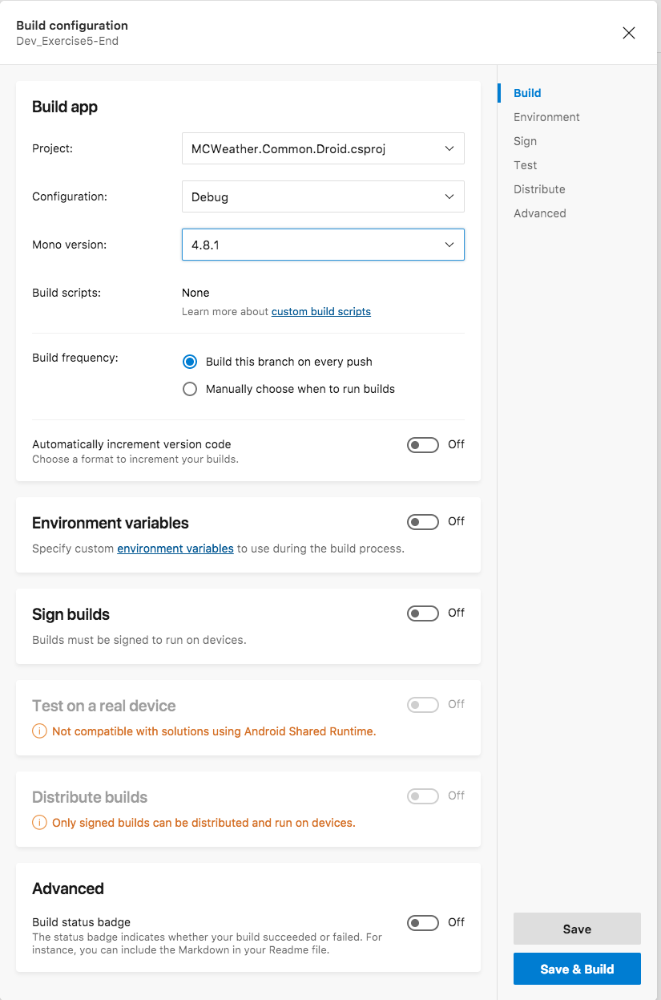 Build configuration
Dev_Exercise5-End
Build app
Project: MCWeather.Common.Droid.csproj
Configuration: Debug
Mono version: 4.8.1
Build scripts: None
Learn more about custom build scripts
Build frequency: Build this branch on every push
Manually choose when to run builds
Automatically increment version code Off
Choose a format to increment your builds.
Environment variables Off
Specify custom environment variables to use during the build process.
Sign builds Off
Builds must be signed to run on devices.
Test on a real device Off
Not compatible with solutions using Android Shared Runtime.
Distribute builds Off
Only signed builds can be distributed and run on devices.
Advanced
Build status badge Off
The status badge indicates whether your build succeeded or failed. For
instance, you can include the Markdown in your Readme file.
Build
Environment
Sign
Test
Distribute
Advanced
Save
Save & Build